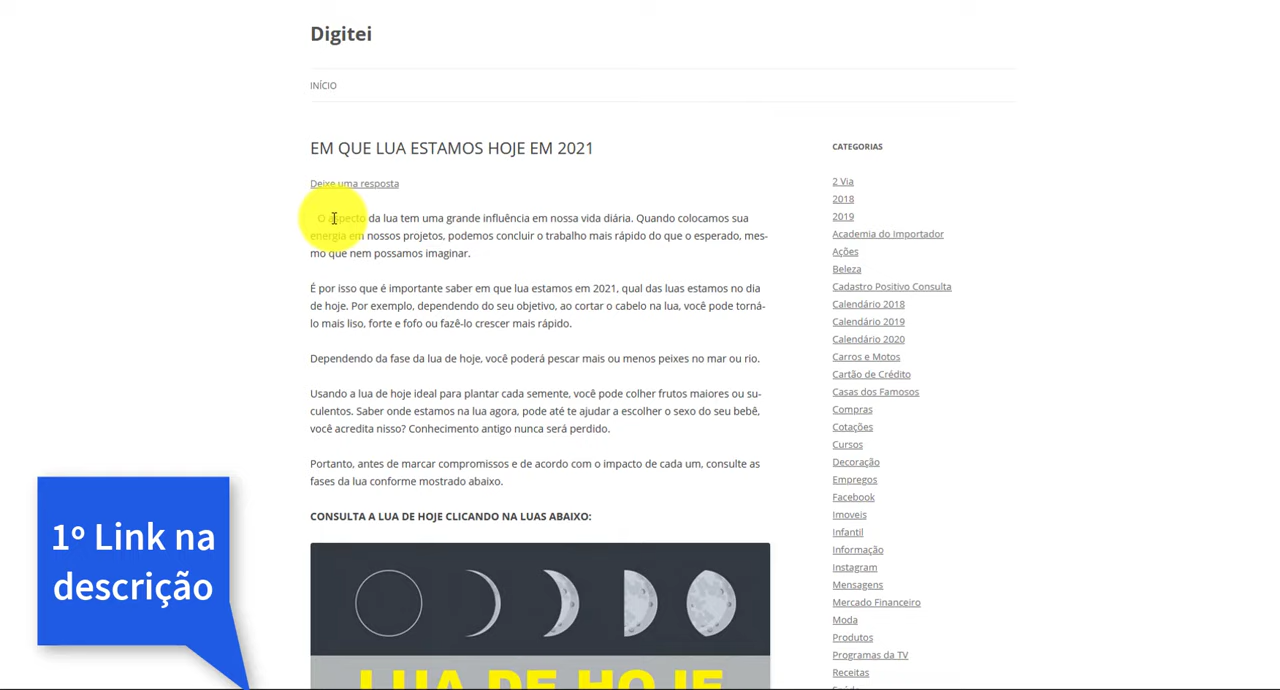 Digitei
INÍCIO
EM QUE LUA ESTAMOS HOJE EM 2021
Deixe uma resposta
O aspecto da lua tem uma grande influência em nossa vida diária. Quando colocamos sua
energia em nossos projetos, podemos concluir o trabalho mais rápido do que o esperado, mes-
mo que nem possamos imaginar.
É por isso que é importante saber em que lua estamos em 2021, qual das luas estamos no dia
de hoje. Por exemplo, dependendo do seu objetivo, ao cortar o cabelo na lua, você pode torná-
lo mais liso, forte e fofo ou fazê-lo crescer mais rápido.
Dependendo da fase da lua de hoje, você poderá pescar mais ou menos peixes no mar ou rio.
Usando a lua de hoje ideal para plantar cada semente, você pode colher frutos maiores ou su-
culentos. Saber onde estamos na lua agora, pode até te ajudar a escolher o sexo do seu bebê,
você acredita nisso? Conhecimento antigo nunca será perdido.
Portanto, antes de marcar compromissos e de acordo com o impacto de cada um, consulte as
fases da lua conforme mostrado abaixo.
CONSULTA A LUA DE HOJE CLICANDO NA LUAS ABAIXO:
LUA DE HOJE
CATEGORIAS
2 Via
2018
2019
Academia do Importador
Ações
Beleza
Cadastro Positivo Consulta
Calendário 2018
Calendário 2019
Calendário 2020
Carros e Motos
Cartão de Crédito
Casas dos Famosos
Compras
Cotações
Cursos
Decoração
Empregos
Facebook
Imoveis
Infantil
Informação
Instagram
Mensagens
Mercado Financeiro
Moda
Produtos
Programas da TV
Receitas
1º Link na
descrição